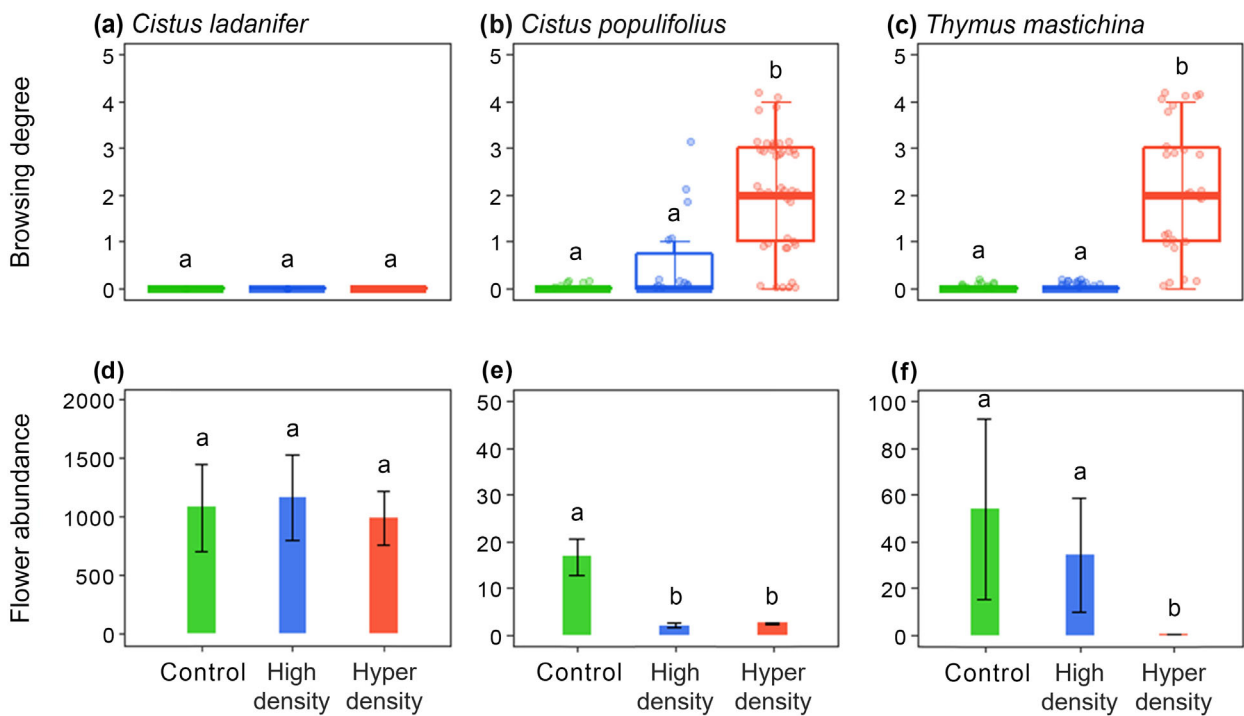 (a) Cistus ladanifer
(b) Cistus populifolius
(c) Thymus mastichina
Browsing degree
5
4
3
2
1
0
a
a
a
5
4
3
2
1
0
a
a
b
5
4
3
2
1
0
a
a
b
(d)
(e)
(f)
Flower abundance
2000
1500
1000
500
0
a
a
a
50
40
30
20
10
0
a
b
b
100
80
60
40
20
0
a
a
b
Control
High
density
Hyper
density
Control
High
density
Hyper
density
Control
High
density
Hyper
density